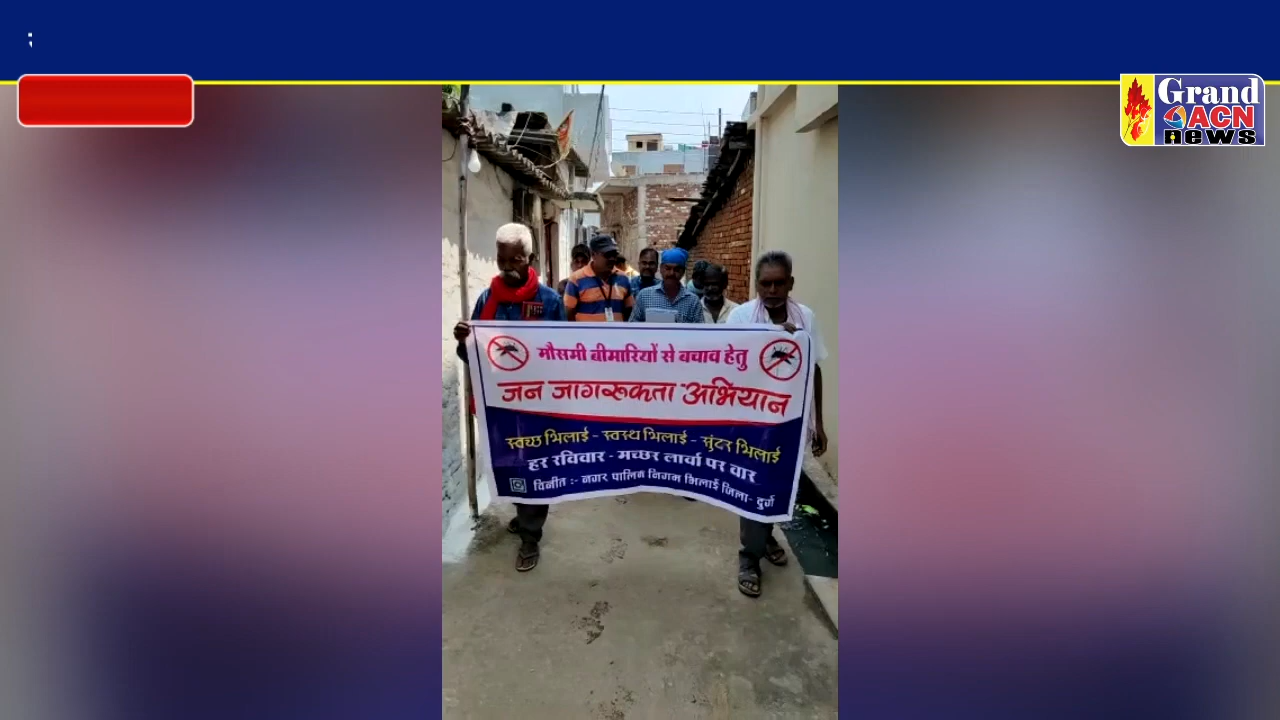 Grand
ACN
news
मौसमी बीमारियों से बचाव हेतु
जन जागरूकता अभियान
स्वच्छ भिलाई - स्वस्थ भिलाई - सुंदर भिलाई
हर रविवार - मच्छर लार्वा पर वार
विनीत :- नगर पालिम निगम भिलाई जिला- दुर्ग